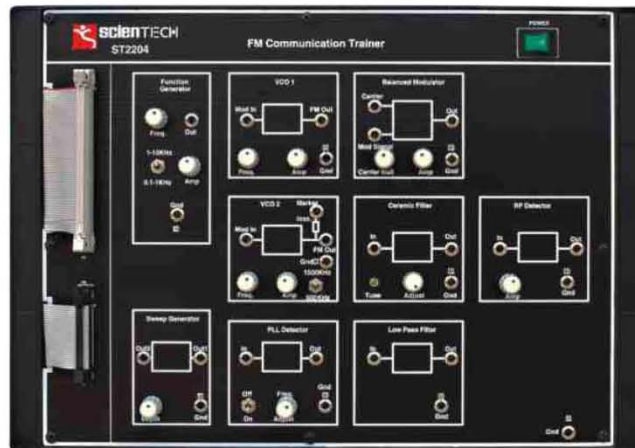 scienTECH
ST2204
FM Communication Trainer
POWER
Function
Generator
Freq.
Out
1-10KHz
0.1-1KHz
Amp
Gnd
VCO 1
Mod In
FM Out
Freq.
Amp
Gnd
Balanced Modulator
Carrier
Out
Mod Signal
Carrier Null
Amp
Gnd
VCO 2
Marker
Mod In
FM Out
Gnd
1500KHz
500KHz
Freq.
Amp
Ceramic Filter
In
Out
Tune
Adjust
Gnd
RF Detector
In
Out
Amp
Gnd
Sweep Generator
Out2
Out1
Depth
Gnd
PLL Detector
In
Out
Off
On
Freq.
Adjust
Gnd
Low Pass Filter
In
Out
Gnd
Gnd